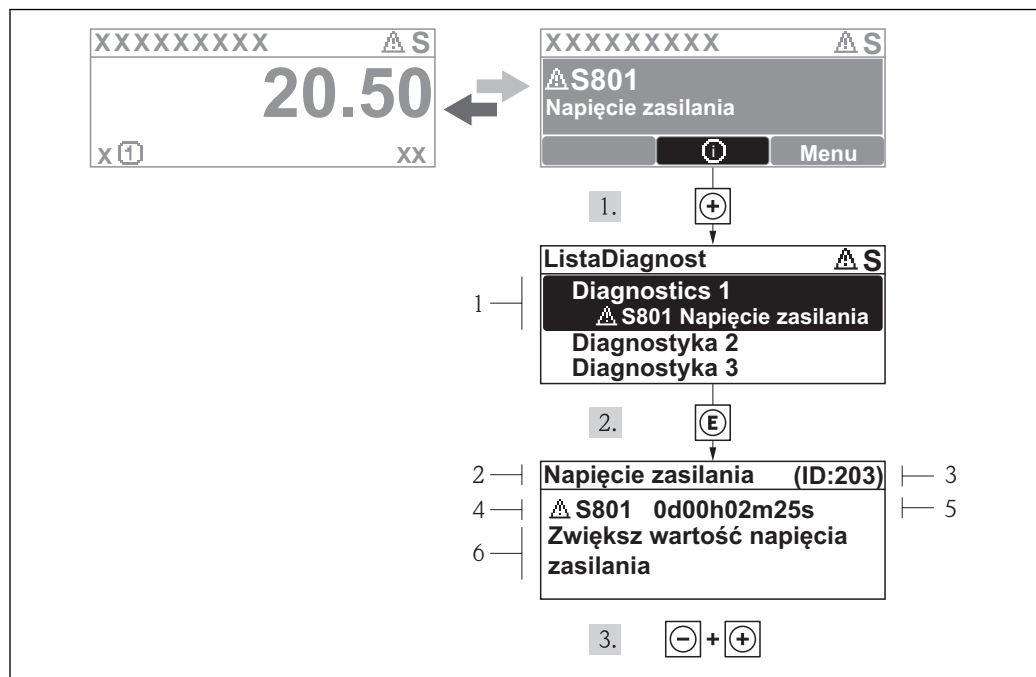 XXXXXXXXX ⚠ S
20.50
x ① xx
XXXXXXXXX ⚠ S
⚠ S801
Napięcie zasilania
ⓘ Menu
1. ⊕
ListaDiagnost ⚠ S
1
Diagnostics 1
⚠ S801 Napięcie zasilania
Diagnostyka 2
Diagnostyka 3
2. Ⓔ
2 Napięcie zasilania (ID:203) 3
4 ⚠ S801 0d00h02m25s 5
6
Zwiększ wartość napięcia
zasilania
3. ⊖ + ⊕